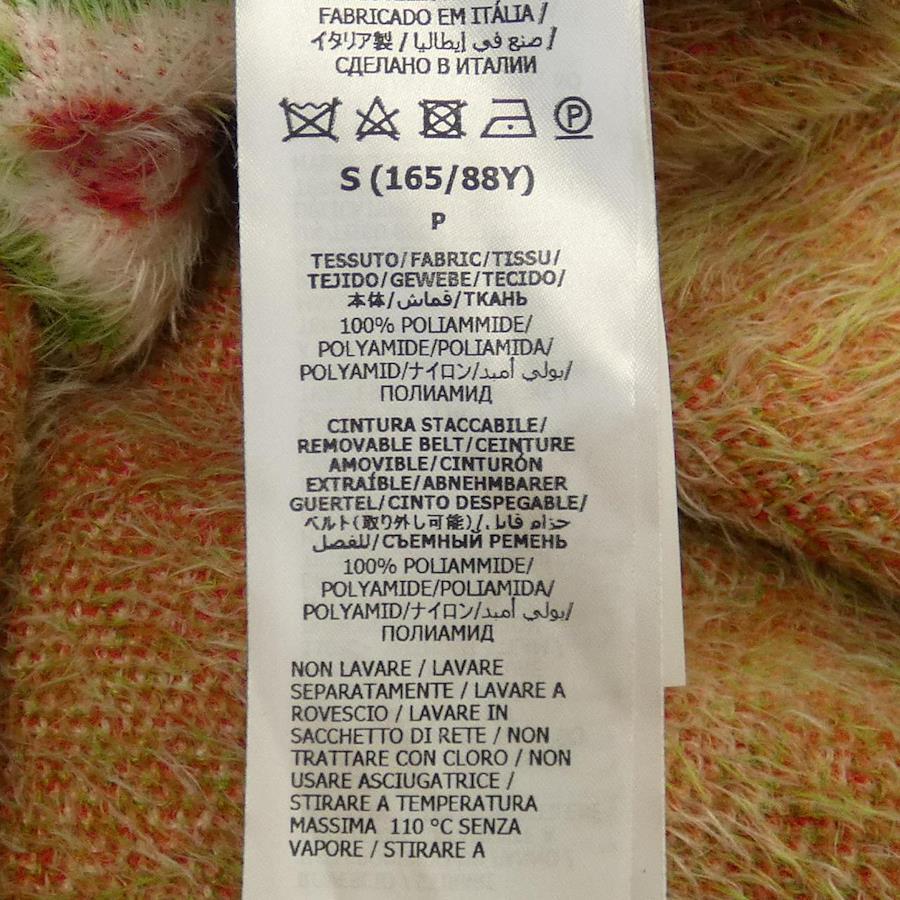 FABRICADO EM ITÁLIA /
イタリア製 / صنع في إيطاليا /
СДЕЛАНО В ИТАЛИИ
P
S (165/88Y)
P
TESSUTO/FABRIC/TISSU/
TEJIDO/GEWEBE/TECIDO/
本体/قماش/ТКАНЬ
100% POLIAMMIDE/
POLYAMIDE/POLIAMIDA/
POLYAMID/ナイロン/بولي أميد/
ПОЛИАМИД
CINTURA STACCABILE/
REMOVABLE BELT/CEINTURE
AMOVIBLE/CINTURÓN
EXTRAÍBLE/ABNEHMBARER
GUERTEL/CINTO DESPEGABLE/
ベルト(取り外し可能)/حزام قابل
للفصل/СЪЕМНЫЙ РЕМЕНЬ
100% POLIAMMIDE/
POLYAMIDE/POLIAMIDA/
POLYAMID/ナイロン/بولي أميد/
ПОЛИАМИД
NON LAVARE / LAVARE
SEPARATAMENTE / LAVARE A
ROVESCIO / LAVARE IN
SACCHETTO DI RETE / NON
TRATTARE CON CLORO / NON
USARE ASCIUGATRICE /
STIRARE A TEMPERATURA
MASSIMA 110 °C SENZA
VAPORE / STIRARE A